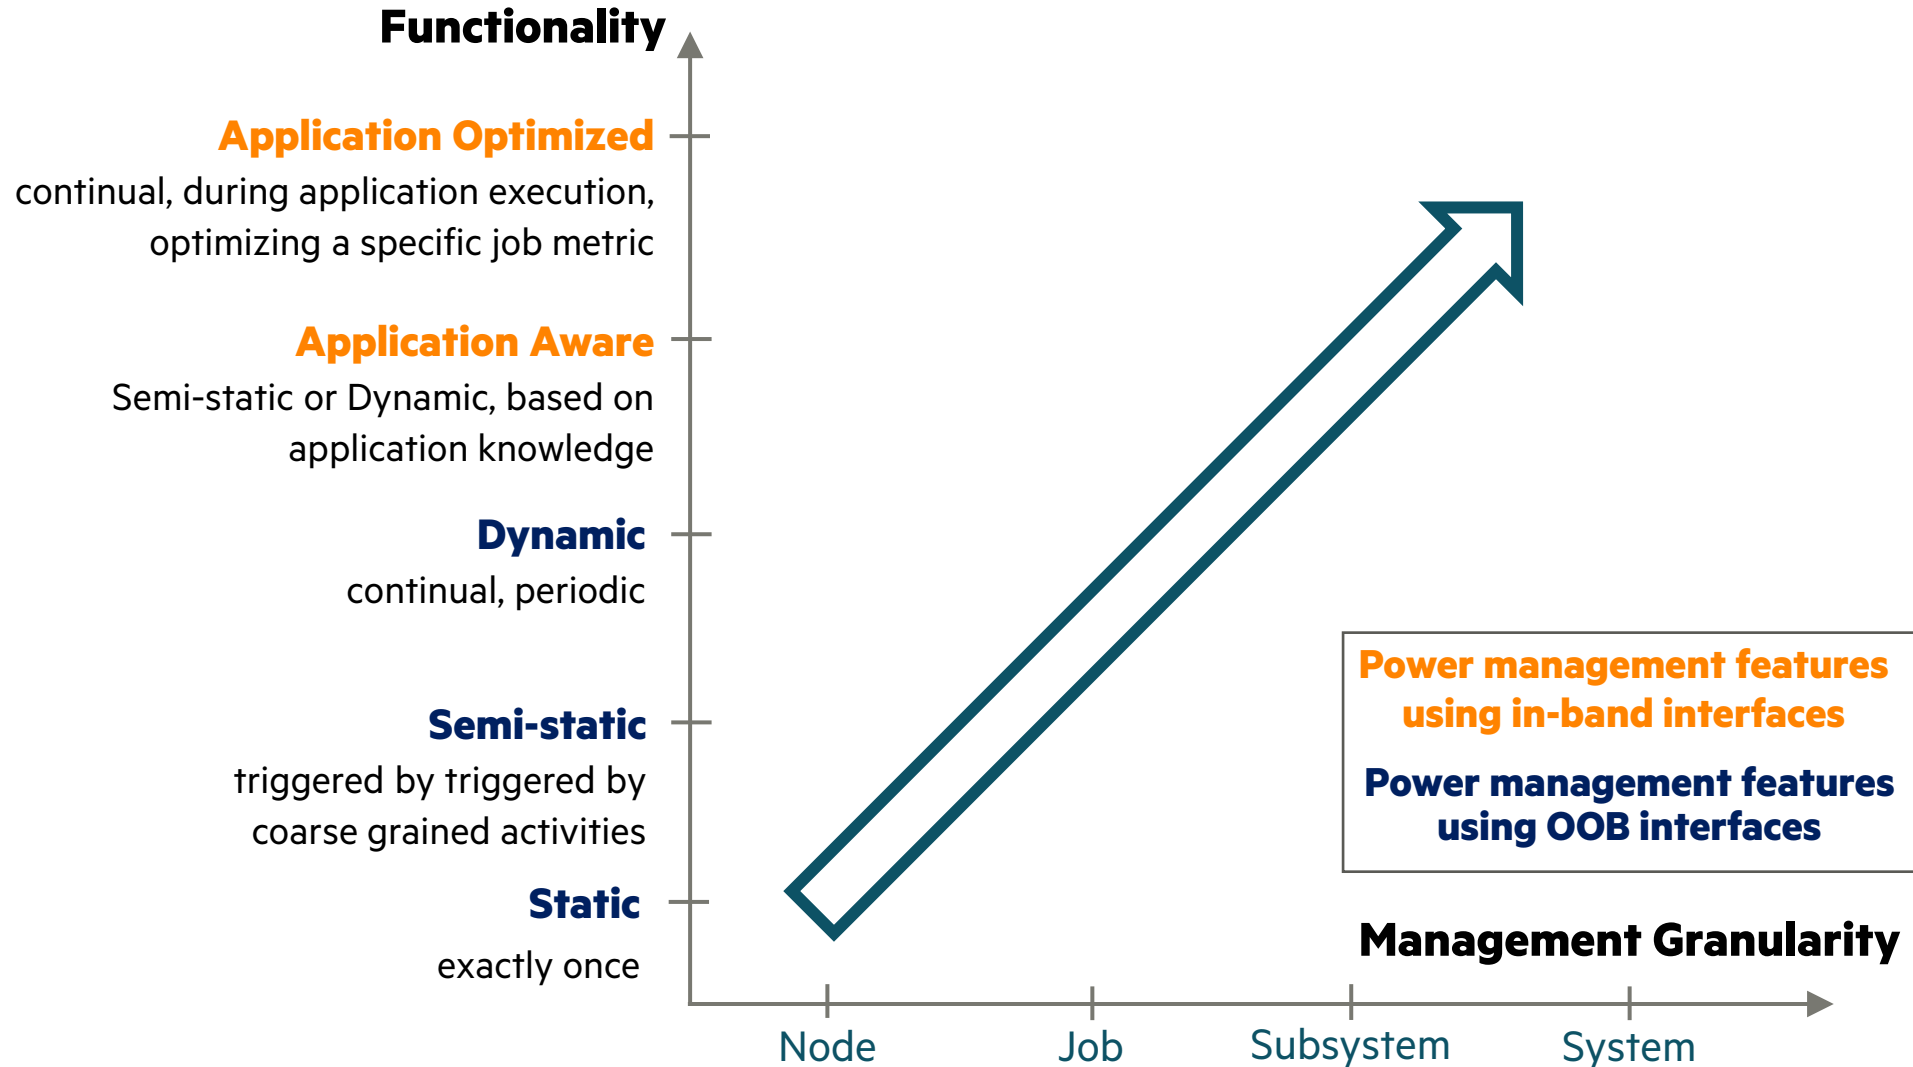 Functionality
Application Optimized
continual, during application execution,
optimizing a specific job metric
Application Aware
Semi-static or Dynamic, based on
application knowledge
Dynamic
continual, periodic
Semi-static
triggered by triggered by
coarse grained activities
Static
exactly once
Power management features
using in-band interfaces
Power management features
using OOB interfaces
Management Granularity
Node
Job
Subsystem
System